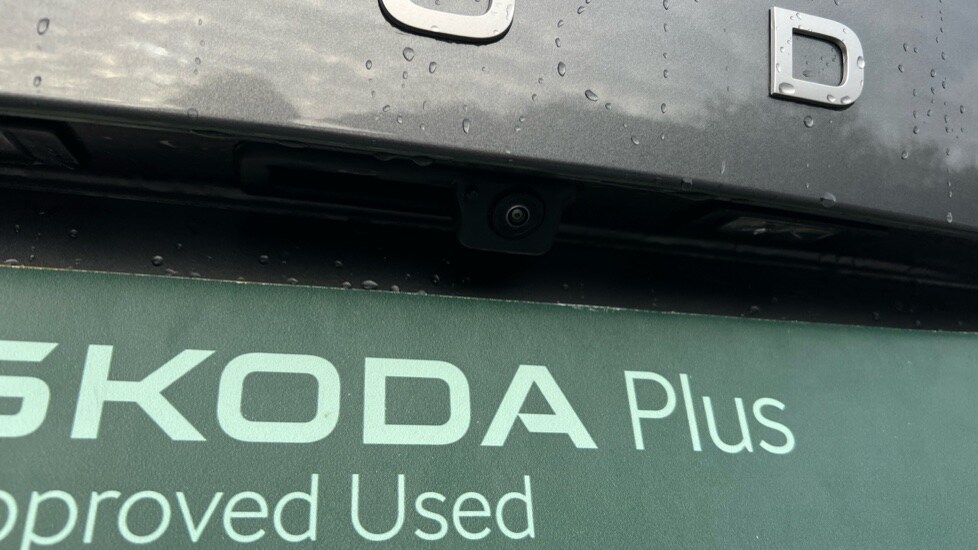 O D
SKODA Plus
pproved Used